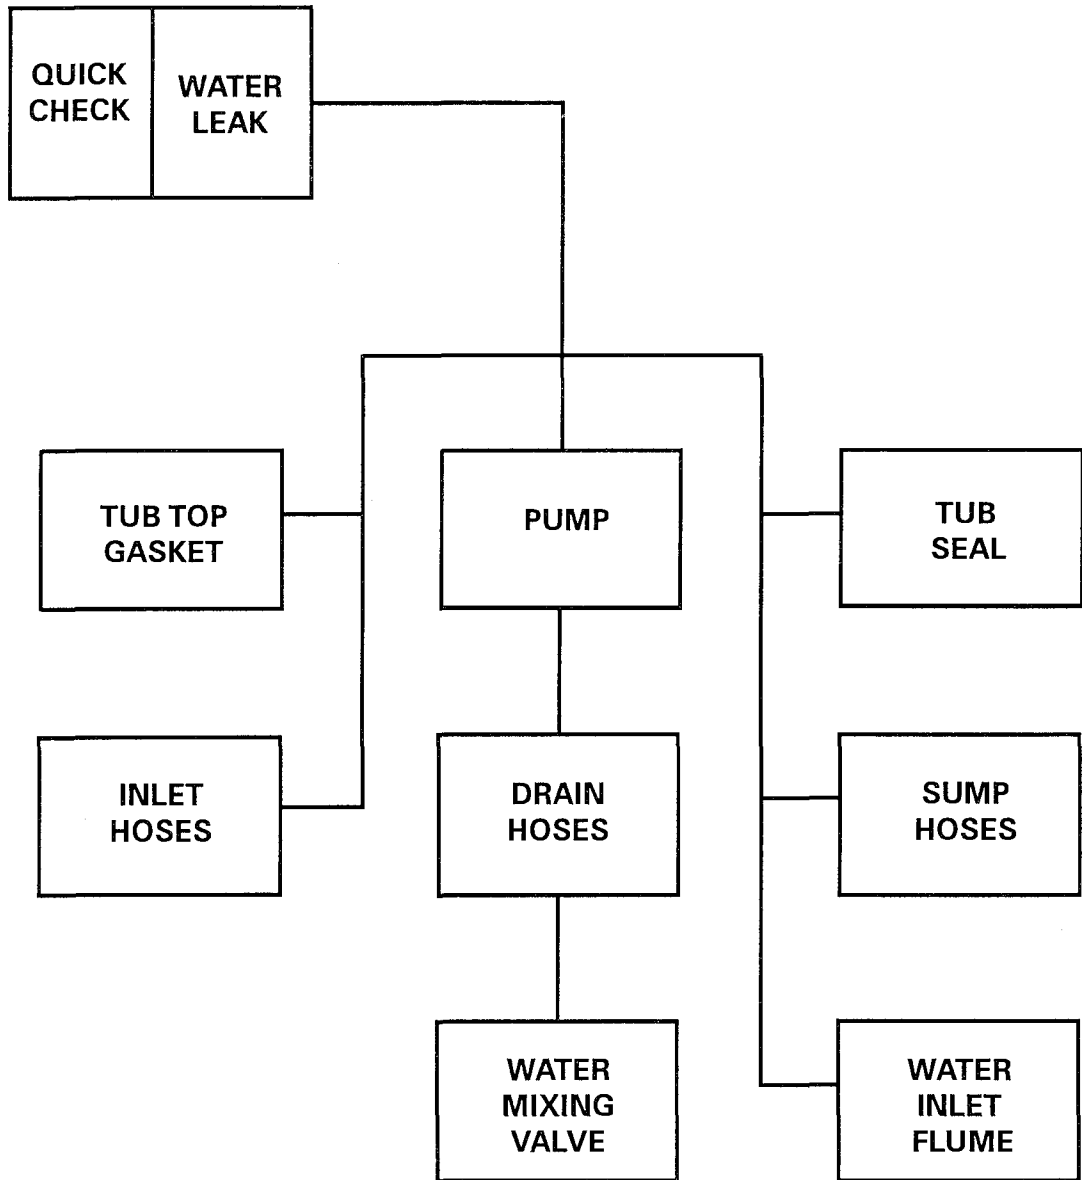 QUICK
CHECK
WATER
LEAK
TUB TOP
GASKET
PUMP
TUB
SEAL
INLET
HOSES
DRAIN
HOSES
SUMP
HOSES
WATER
MIXING
VALVE
WATER
INLET
FLUME